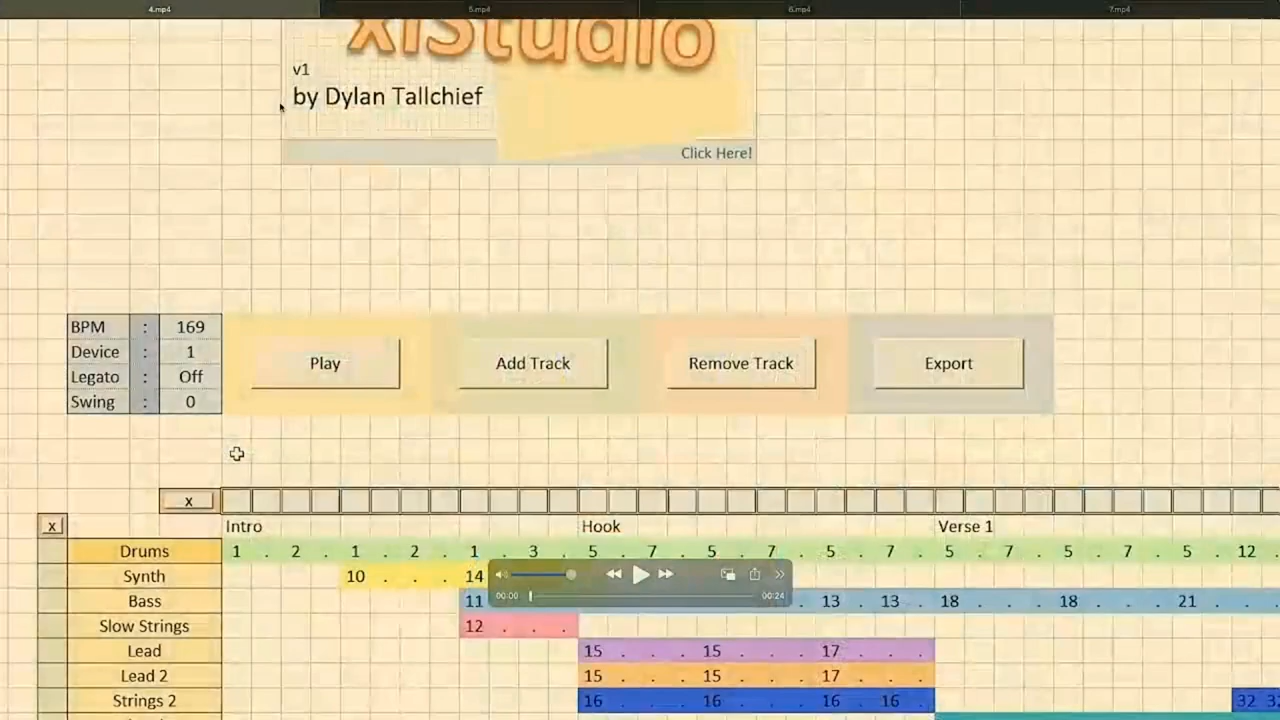 4.mp4 5.mp4 6.mp4 7.mp4
xlStudio
v1
by Dylan Tallchief
Click Here!
BPM : 169
Device : 1
Legato : Off
Swing : 0
Play Add Track Remove Track Export
x
x Intro Hook Verse 1
Drums 1 . 2 . 1 . 2 . 1 . 3 . 5 . 7 . 5 . 7 . 5 . 7 . 5 . 7 . 5 . 7 . 5 . 12 .
Synth 10 . . . 14
Bass 11 . 13 . 13 . 18 . . . 18 . . . 21 . . .
00:00 00:24
Slow Strings 12 . . .
Lead 15 . . . 15 . . . 17 . . .
Lead 2 15 . . . 15 . . . 17 . . .
Strings 2 16 . . . 16 . . . 16 . 16 . 32